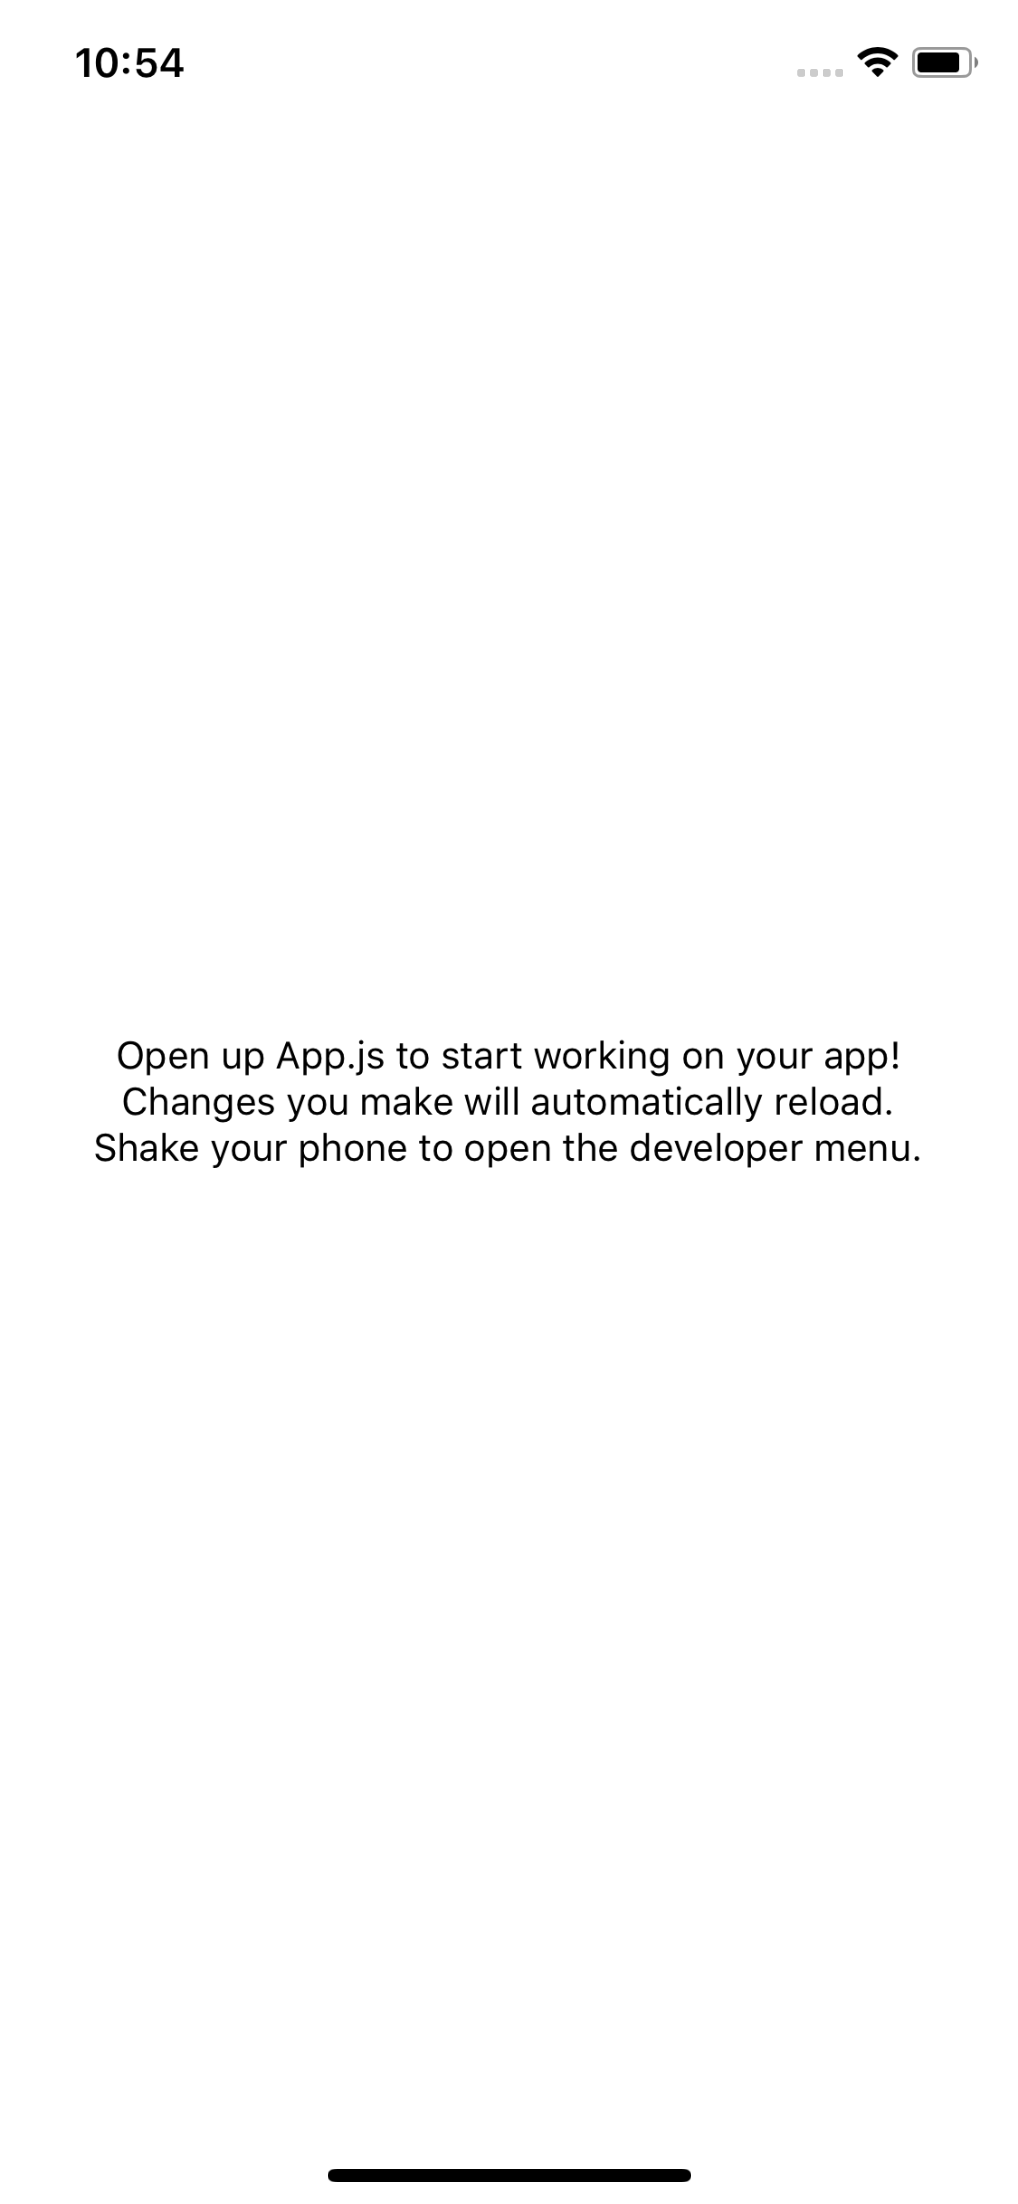 10:54
Open up App.js to start working on your app!
Changes you make will automatically reload.
Shake your phone to open the developer menu.